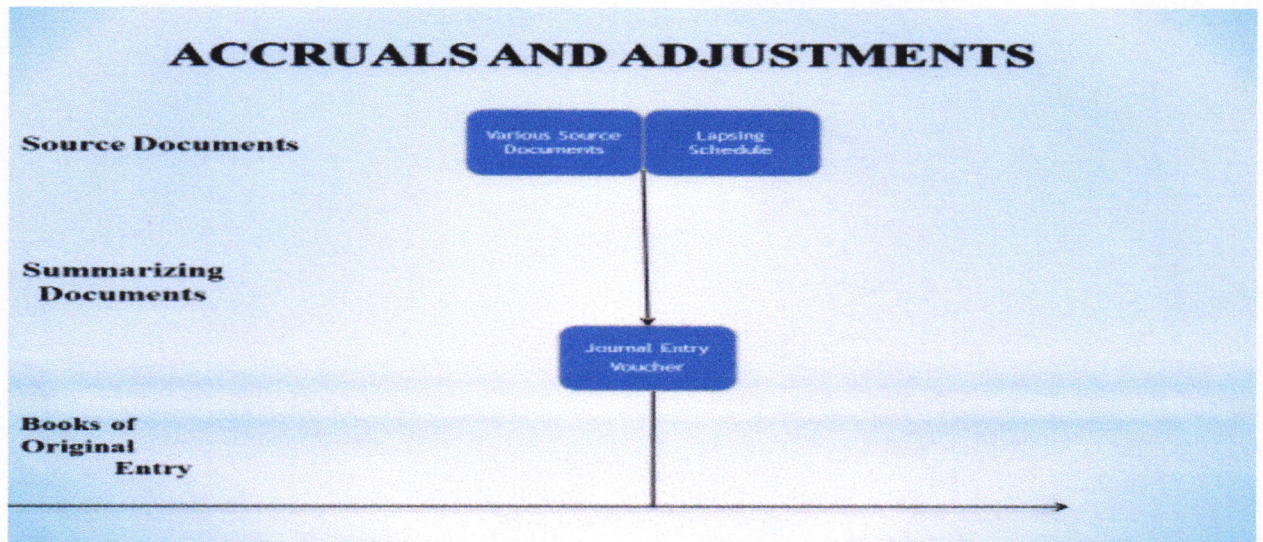 ACCRUALS AND ADJUSTMENTS
Source Documents
Various Source
Documents
Lapsing
Schedule
Summarizing
Documents
Journal Entry
Voucher
Books of
Original
Entry